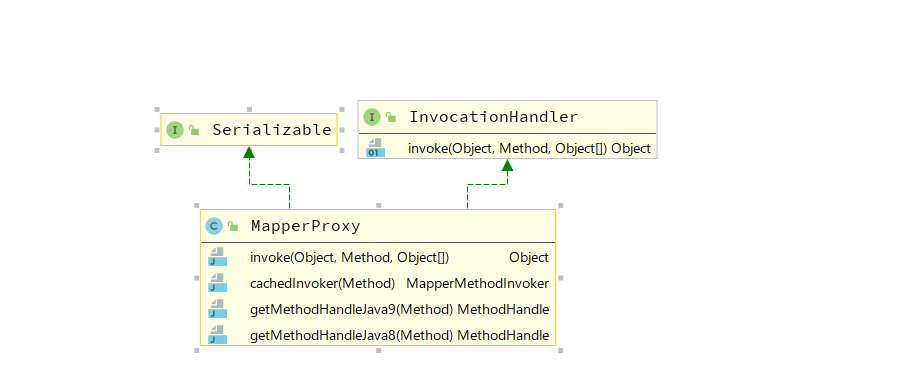 I Serializable
I InvocationHandler
01 invoke(Object, Method, Object[]) Object
C MapperProxy
J invoke(Object, Method, Object[]) Object
J cachedInvoker(Method) MapperMethodInvoker
J getMethodHandleJava9(Method) MethodHandle
J getMethodHandleJava8(Method) MethodHandle